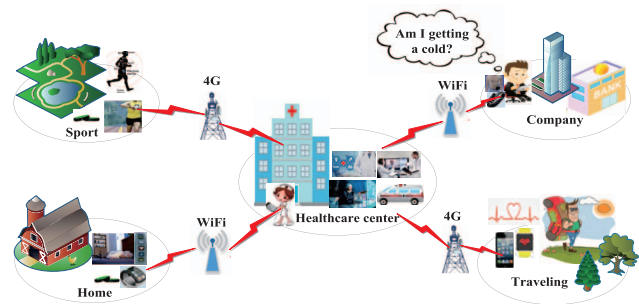 Am I getting
a cold?
4G
WiFi
BANK
Sport
Company
Healthcare center
WiFi
4G
Home
Traveling